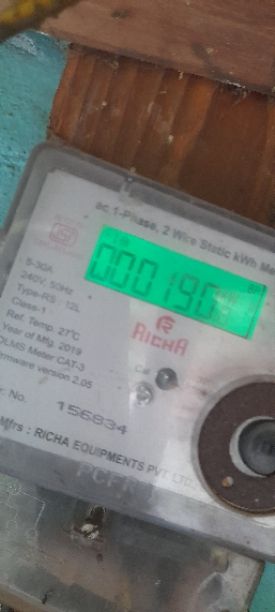 ac 1-Phase, 2 Wire Static kWh M
000190
5-30A
240V, 50Hz
Type-RS : 12L
Class-1
Ref. Temp. 27°C
Year of Mfg. 2019
DLMS Meter CAT-3
Firmware version 2.05
RICHA
Cal
r. No. 156834
Mfrs : RICHA EQUIPMENTS PVT LTD.